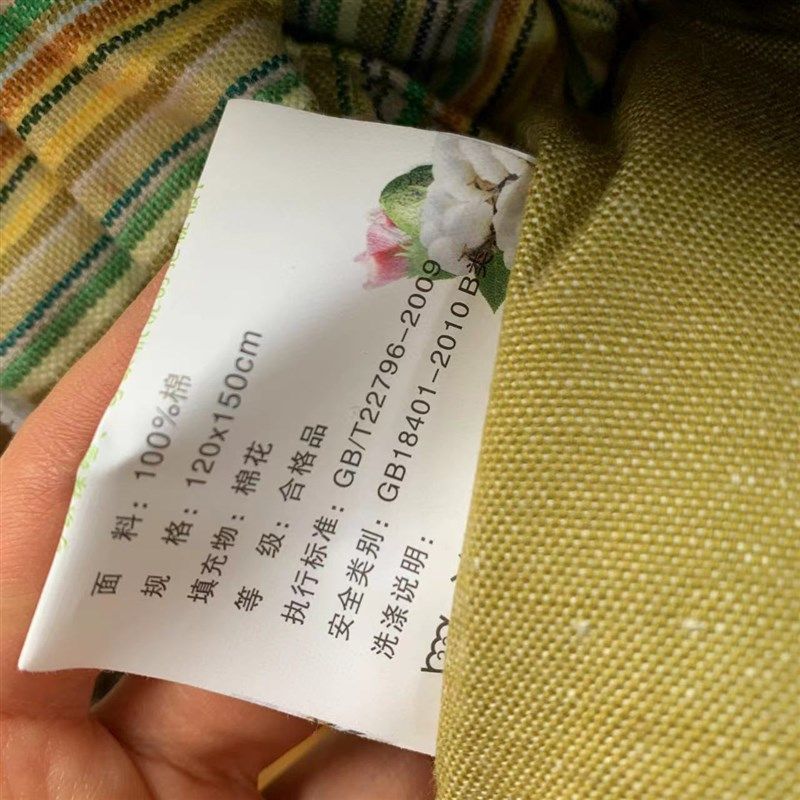 面 料：100%棉
规 格：120x150cm
填充物：棉花
等 级：合格品
执行标准：GB/T22796-2009
安全类别：GB18401-2010 B类
洗涤说明：